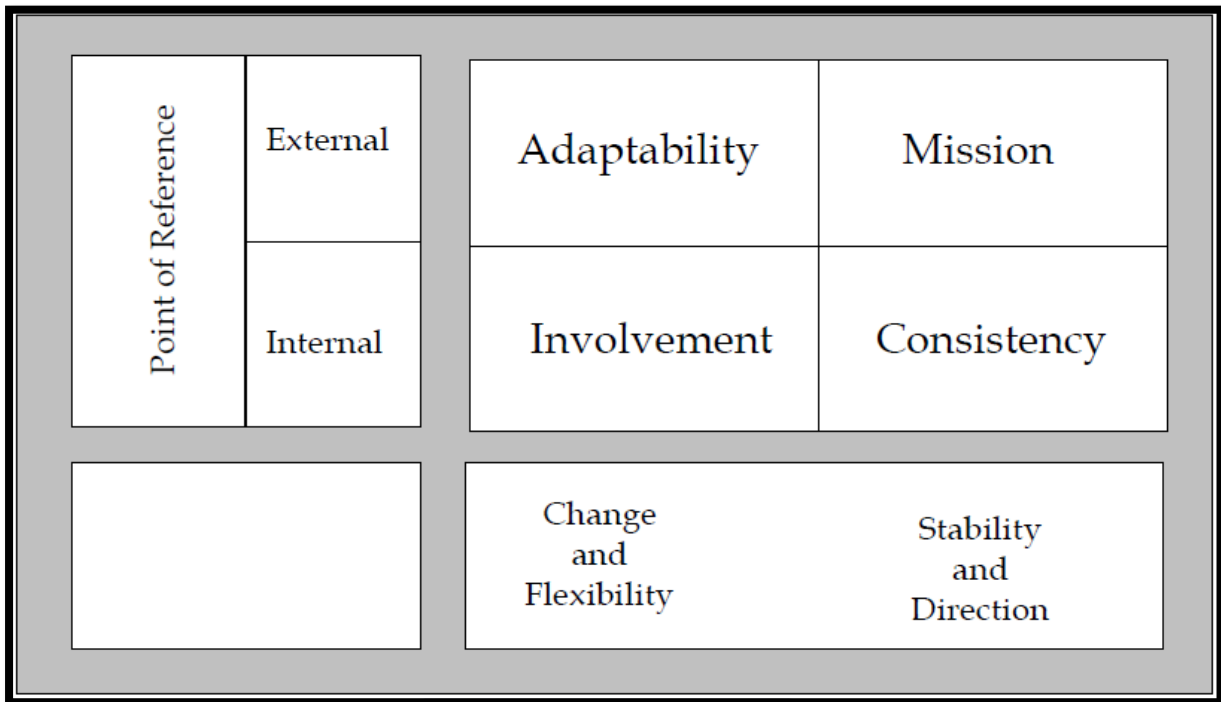 Point of Reference
External
Internal
Adaptability
Mission
Involvement
Consistency
Change
and
Flexibility
Stability
and
Direction